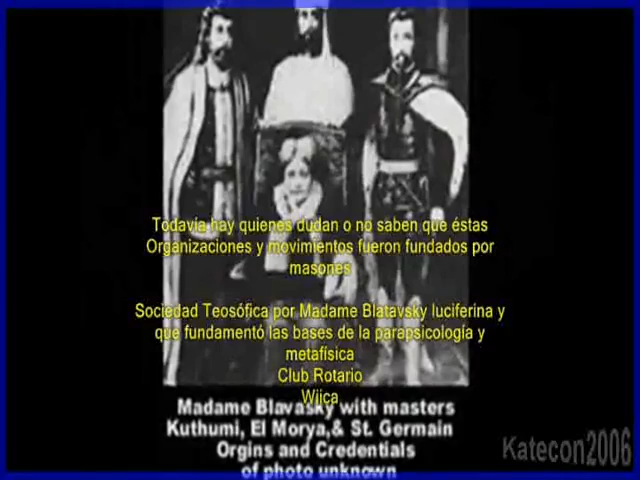 Todavía hay quienes dudan o no saben que éstas
Organizaciones y movimientos fueron fundados por
masones
Sociedad Teosófica por Madame Blatavsky luciferina y
que fundamentó las bases de la parapsicología y
metafísica
Club Rotario
Wiica
Madame Blavasky with masters
Kuthumi, El Morya,& St. Germain
Orgins and Credentials
of photo unknown
Katecon2006